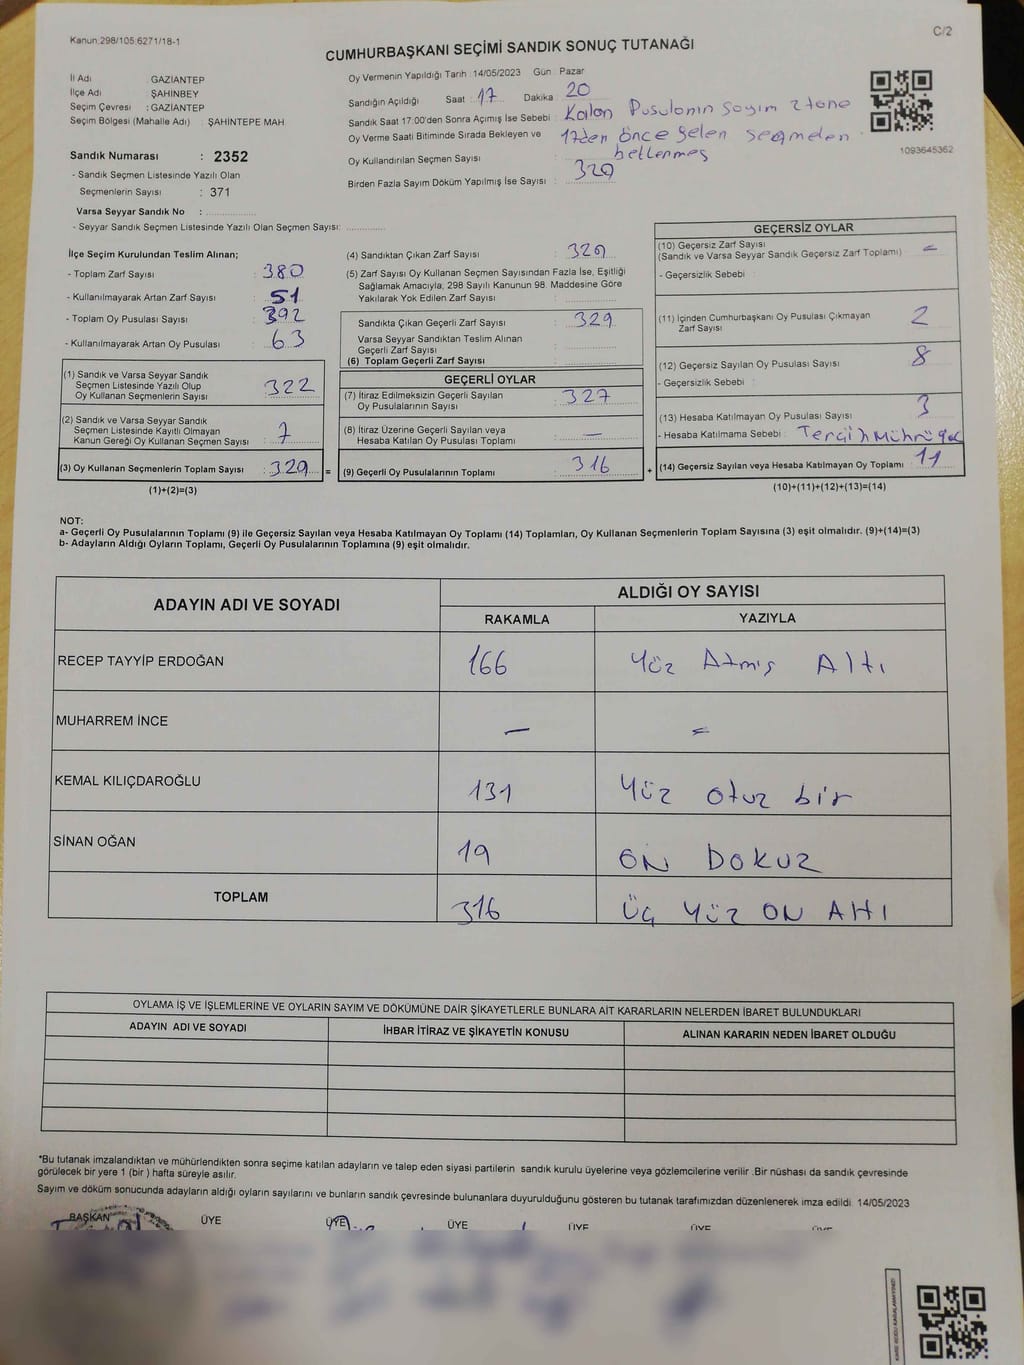 Kanun:298/105;6271/18-1
C/2
CUMHURBAŞKANI SEÇİMİ SANDIK SONUÇ TUTANAĞI
İl Adı GAZİANTEP
İlçe Adı : ŞAHİNBEY
Seçim Çevresi : GAZİANTEP
Seçim Bölgesi (Mahalle Adı) : ŞAHİNTEPE MAH
Sandık Numarası : 2352
- Sandık Seçmen Listesinde Yazılı Olan
Seçmenlerin Sayısı : 371
Varsa Seyyar Sandık No :
- Seyyar Sandık Seçmen Listesinde Yazılı Olan Seçmen Sayısı:
Oy Vermenin Yapıldığı Tarih : 14/05/2023 Gün : Pazar
Sandığın Açıldığı Saat : 17 Dakika : 20
Sandık Saat 17:00'den Sonra Açımış İse Sebebi : Kalan Pusulanın sayım 2 tane
Oy Verme Saati Bitiminde Sırada Bekleyen ve 17den önce gelen seçmeden
beklenmeş
Oy Kullandırılan Seçmen Sayısı :
Birden Fazla Sayım Döküm Yapılmış İse Sayısı : 329
1093645362
İlçe Seçim Kurulundan Teslim Alınan;
- Toplam Zarf Sayısı : 380
- Kullanılmayarak Artan Zarf Sayısı : 51
- Toplam Oy Pusulası Sayısı : 392
- Kullanılmayarak Artan Oy Pusulası : 63
(1) Sandık ve Varsa Seyyar Sandık
Seçmen Listesinde Yazılı Olup
Oy Kullanan Seçmenlerin Sayısı : 322
(2) Sandık ve Varsa Seyyar Sandık
Seçmen Listesinde Kayıtlı Olmayan
Kanun Gereği Oy Kullanan Seçmen Sayısı : 7
(3) Oy Kullanan Seçmenlerin Toplam Sayısı : 329 =
(1)+(2)=(3)
(4) Sandıktan Çıkan Zarf Sayısı : 329
(5) Zarf Sayısı Oy Kullanan Seçmen Sayısından Fazla İse, Eşitliği
Sağlamak Amacıyla, 298 Sayılı Kanunun 98. Maddesine Göre
Yakılarak Yok Edilen Zarf Sayısı :
Sandıkta Çıkan Geçerli Zarf Sayısı : 329
Varsa Seyyar Sandıktan Teslim Alınan
Geçerli Zarf Sayısı :
(6) Toplam Geçerli Zarf Sayısı :
GEÇERLİ OYLAR
(7) İtiraz Edilmeksizin Geçerli Sayılan
Oy Pusulalarının Sayısı : 327
(8) İtiraz Üzerine Geçerli Sayılan veya
Hesaba Katılan Oy Pusulası Toplamı : —
(9) Geçerli Oy Pusulalarının Toplamı : 316 +
GEÇERSİZ OYLAR
(10) Geçersiz Zarf Sayısı
(Sandık ve Varsa Seyyar Sandık Geçersiz Zarf Toplamı) : -
- Geçersizlik Sebebi :
(11) İçinden Cumhurbaşkanı Oy Pusulası Çıkmayan
Zarf Sayısı 2
(12) Geçersiz Sayılan Oy Pusulası Sayısı : 8
- Geçersizlik Sebebi :
(13) Hesaba Katılmayan Oy Pusulası Sayısı : 3
- Hesaba Katılmama Sebebi : Tercih Mührü yok
(14) Geçersiz Sayılan veya Hesaba Katılmayan Oy Toplamı : 11
(10)+(11)+(12)+(13)=(14)
NOT:
a- Geçerli Oy Pusulalarının Toplamı (9) ile Geçersiz Sayılan veya Hesaba Katılmayan Oy Toplamı (14) Toplamları, Oy Kullanan Seçmenlerin Toplam Sayısına (3) eşit olmalıdır. (9)+(14)=(3)
b- Adayların Aldığı Oyların Toplamı, Geçerli Oy Pusulalarının Toplamına (9) eşit olmalıdır.
ADAYIN ADI VE SOYADI ALDIĞI OY SAYISI
RAKAMLA YAZIYLA
RECEP TAYYİP ERDOĞAN 166 Yüz Atmış Altı
MUHARREM İNCE — -
KEMAL KILIÇDAROĞLU 131 Yüz otuz bir
SİNAN OĞAN 19 ON DOKUZ
TOPLAM 316 ÜÇ YÜZ ON Altı
OYLAMA İŞ VE İŞLEMLERİNE VE OYLARIN SAYIM VE DÖKÜMÜNE DAİR ŞİKAYETLERLE BUNLARA AİT KARARLARIN NELERDEN İBARET BULUNDUKLARI
ADAYIN ADI VE SOYADI İHBAR İTİRAZ VE ŞİKAYETİN KONUSU ALINAN KARARIN NEDEN İBARET OLDUĞU
*Bu tutanak imzalandıktan ve mühürlendikten sonra seçime katılan adayların ve talep eden siyasi partilerin sandık kurulu üyelerine veya gözlemcilerine verilir .Bir nüshası da sandık çevresinde
görülecek bir yere 1 (bir ) hafta süreyle asılır.
Sayım ve döküm sonucunda adayların aldığı oyların sayılarını ve bunların sandık çevresinde bulunanlara duyurulduğunu gösteren bu tutanak tarafımızdan düzenlenerek imza edildi 14/05/2023
BAŞKAN ÜYE ÜYE ÜYE ÜYE ÜYE ÜYE